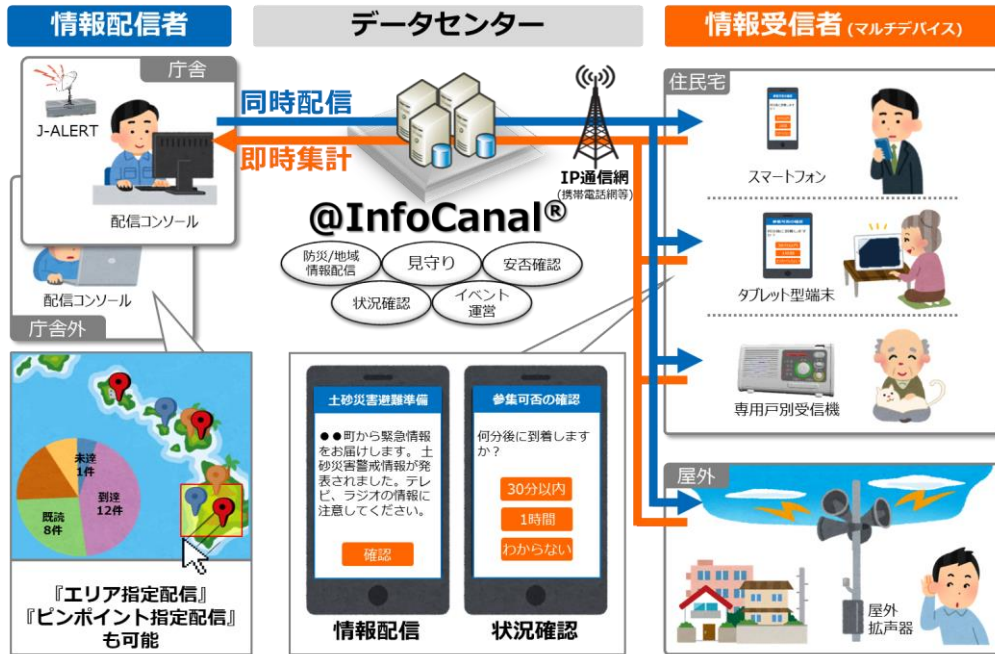 情報配信者
データセンター
情報受信者 (マルチデバイス)
庁舎
J-ALERT
配信コンソール
配信コンソール
庁舎外
同時配信
即時集計
IP通信網
(携帯電話網等)
@InfoCanal®
防災/地域
情報配信
見守り
安否確認
状況確認
イベント
運営
住民宅
スマートフォン
参集可否の確認
タブレット型端末
専用戸別受信機
屋外
屋外
拡声器
未達
1件
到達
12件
既読
8件
『エリア指定配信』
『ピンポイント指定配信』
も可能
土砂災害避難準備
●●町から緊急情報
をお届けします。土
砂災害警戒情報が発
表されました。テレ
ビ、ラジオの情報に
注意してください。
確認
情報配信
参集可否の確認
何分後に到着します
か？
30分以内
1時間
わからない
状況確認